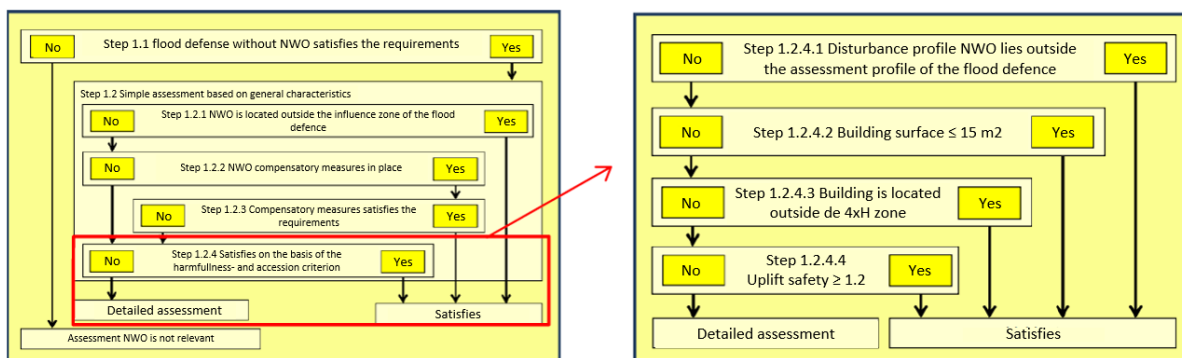 No
Step 1.1 flood defense without NWO satisfies the requirements
Yes
Step 1.2 Simple assessment based on general characteristics
No
Step 1.2.1 NWO is located outside the influence zone of the flood
defence
Yes
No
Step 1.2.2 NWO compensatory measures in place
Yes
No
Step 1.2.3 Compensatory measures satisfies the
requirements
Yes
No
Step 1.2.4 Satisfies on the basis of the
harmfullness- and accession criterion
Yes
Detailed assessment
Satisfies
Assessment NWO is not relevant
No
Step 1.2.4.1 Disturbance profile NWO lies outside
the assessment profile of the flood defence
Yes
No
Step 1.2.4.2 Building surface ≤ 15 m2
Yes
No
Step 1.2.4.3 Building is located
outside de 4xH zone
Yes
No
Step 1.2.4.4
Uplift safety ≥ 1.2
Yes
Detailed assessment
Satisfies